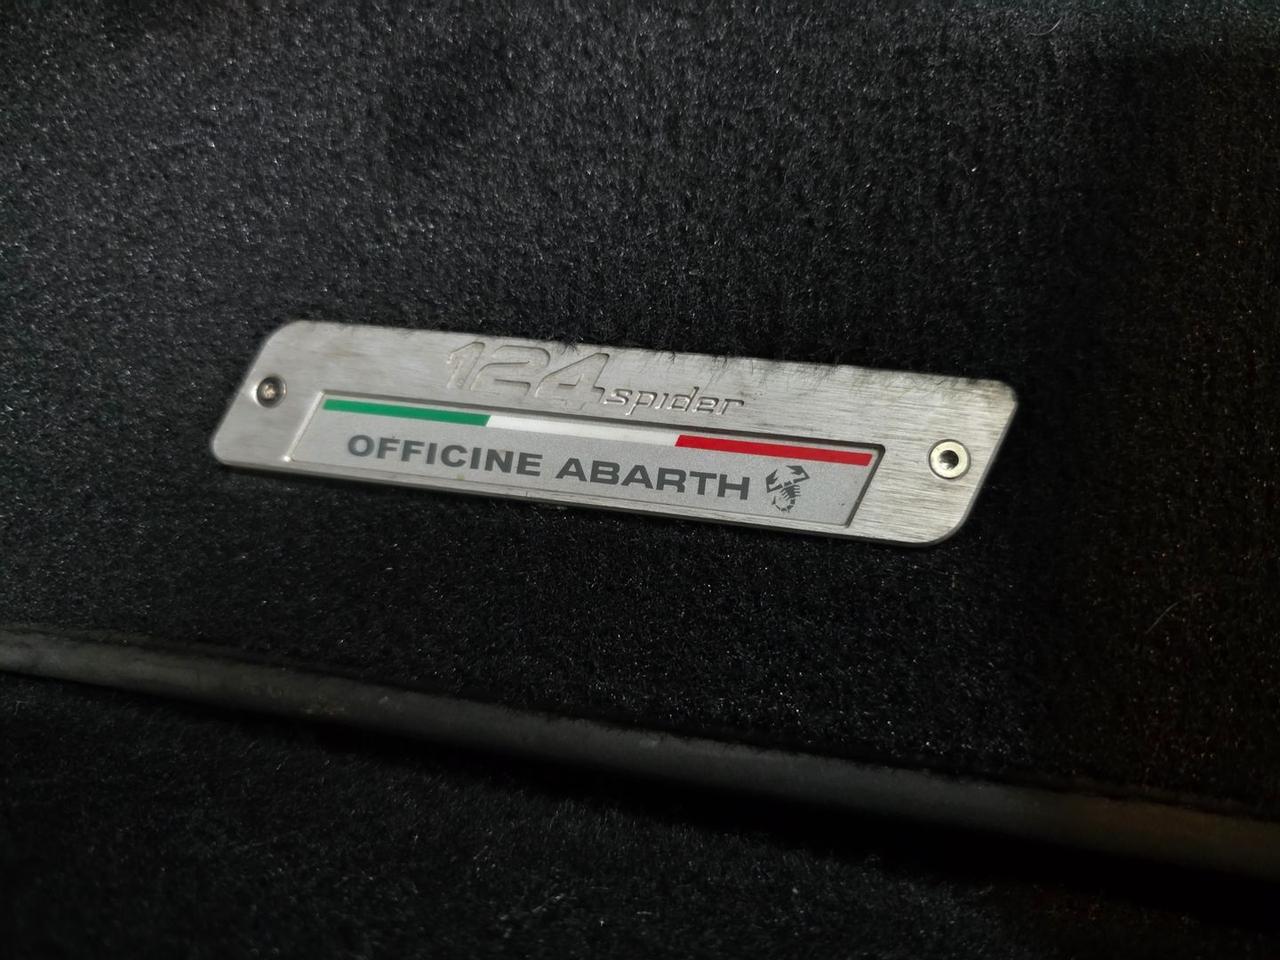 124 spider
OFFICINE ABARTH